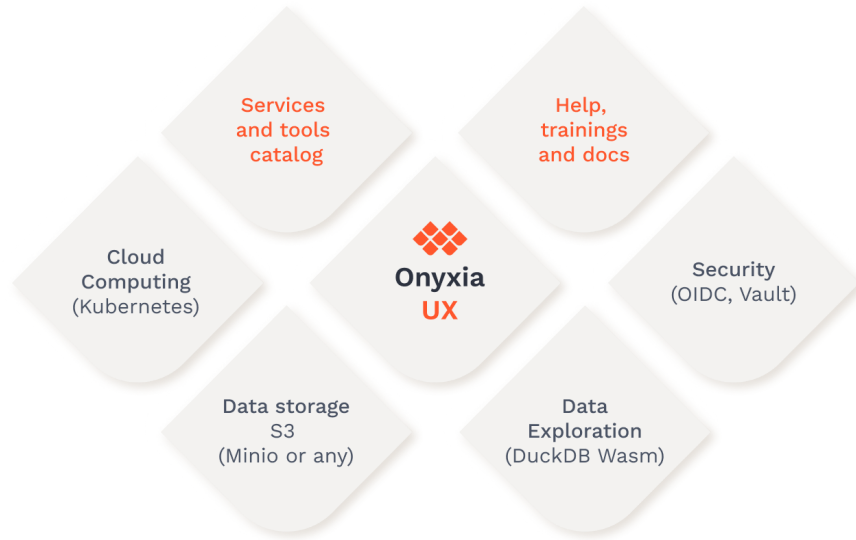 Services
and tools
catalog
Help,
trainings
and docs
Cloud
Computing
(Kubernetes)
Onyxia
UX
Security
(OIDC, Vault)
Data storage
S3
(Minio or any)
Data
Exploration
(DuckDB Wasm)